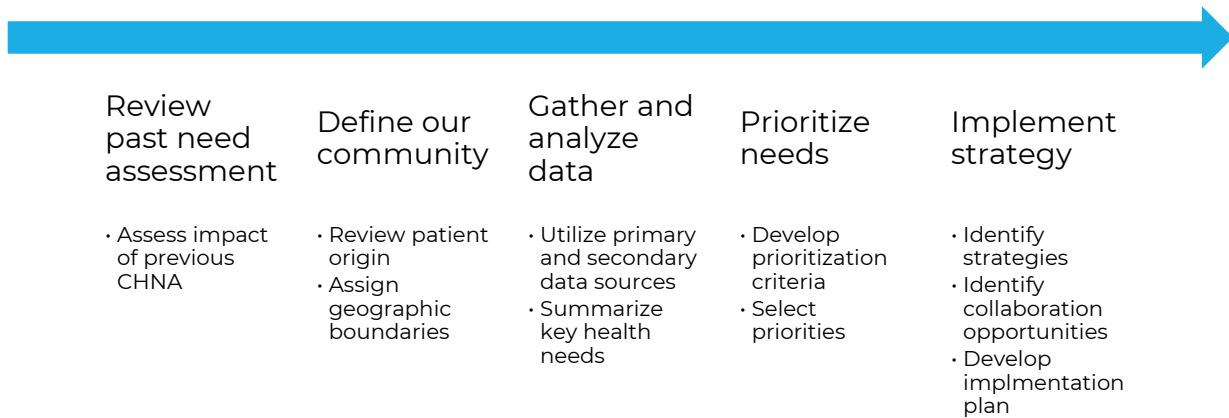 Review
past need
assessment
· Assess impact
of previous
CHNA
Define our
community
· Review patient
origin
· Assign
geographic
boundaries
Gather and
analyze
data
· Utilize primary
and secondary
data sources
· Summarize
key health
needs
Prioritize
needs
· Develop
prioritization
criteria
· Select
priorities
Implement
strategy
· Identify
strategies
· Identify
collaboration
opportunities
· Develop
implmentation
plan